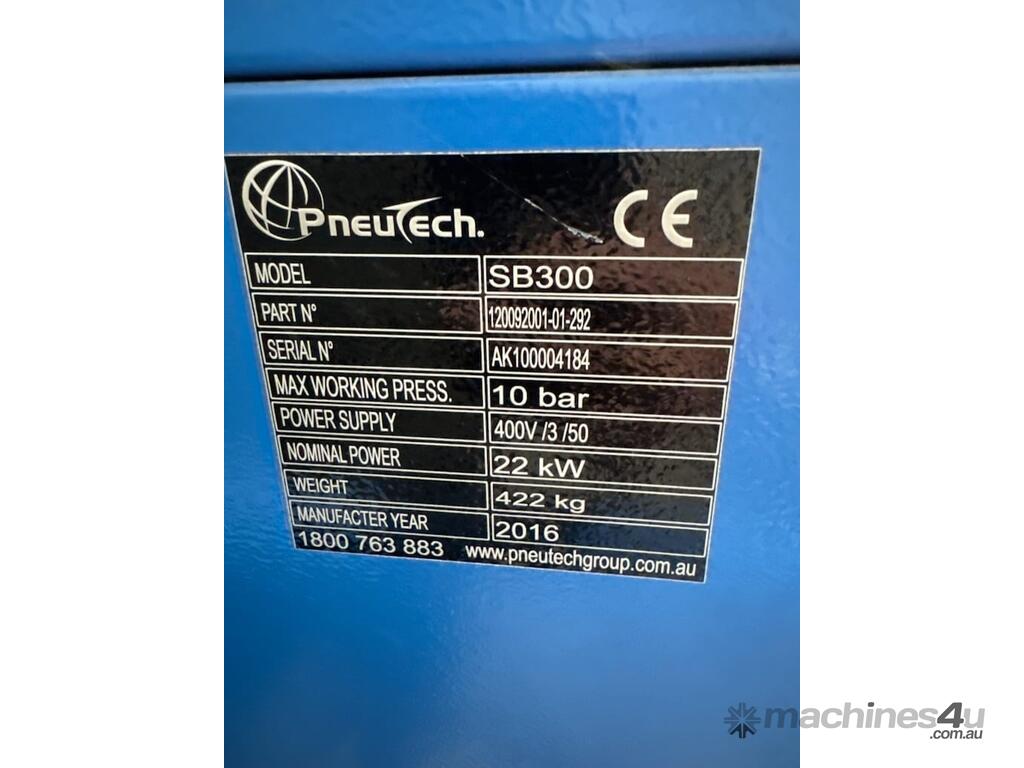 PneuTech.
CE
MODEL SB300
PART N° 120092001-01-292
SERIAL N° AK100004184
MAX WORKING PRESS. 10 bar
POWER SUPPLY 400V /3 /50
NOMINAL POWER 22 kW
WEIGHT 422 kg
MANUFACTER YEAR 2016
1800 763 883 www.pneutechgroup.com.au
machines4u
.com.au